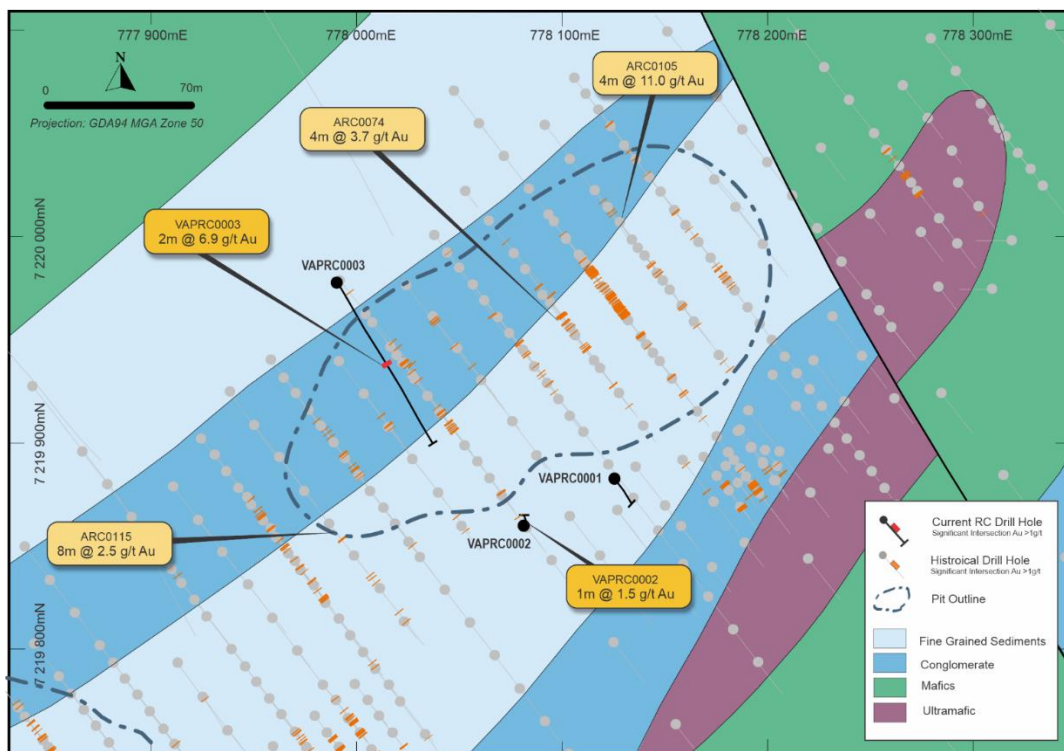 777 900mE
778 000mE
778 100mE
778 200mE
778 300mE
N
0
70m
Projection: GDA94 MGA Zone 50
ARC0105
4m @ 11.0 g/t Au
ARC0074
4m @ 3.7 g/t Au
VAPRC0003
2m @ 6.9 g/t Au
VAPRC0003
7 220 000mN
7 219 900mN
7 219 800mN
VAPRC0001
VAPRC0002
ARC0115
8m @ 2.5 g/t Au
VAPRC0002
1m @ 1.5 g/t Au
Current RC Drill Hole
Significant Intersection Au >1g/t
Histroical Drill Hole
Significant Intersection Au >1g/t
Pit Outline
Fine Grained Sediments
Conglomerate
Mafics
Ultramafic